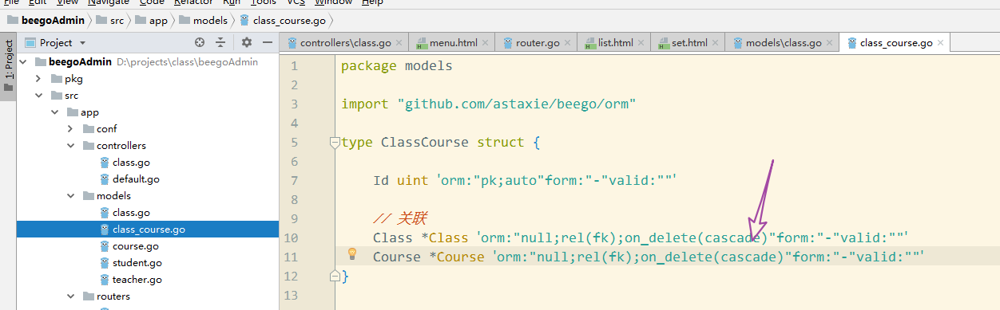 File Edit View Navigate Code Refactor Run Tools VCS Window Help
beegoAdmin src app models class_course.go
Project
controllers\class.go menu.html router.go list.html set.html models\class.go class_course.go
1: Project
beegoAdmin D:\projects\class\beegoAdmin
pkg
src
app
conf
controllers
class.go
default.go
models
class.go
class_course.go
course.go
student.go
teacher.go
routers
1 package models
2
3 import "github.com/astaxie/beego/orm"
4
5 type ClassCourse struct {
6
7 Id uint `orm:"pk;auto"form:"-"valid:""`
8
9 // 关联
10 Class *Class `orm:"null;rel(fk);on_delete(cascade)"form:"-"valid:""`
11 Course *Course `orm:"null;rel(fk);on_delete(cascade)"form:"-"valid:""`
12 }
13